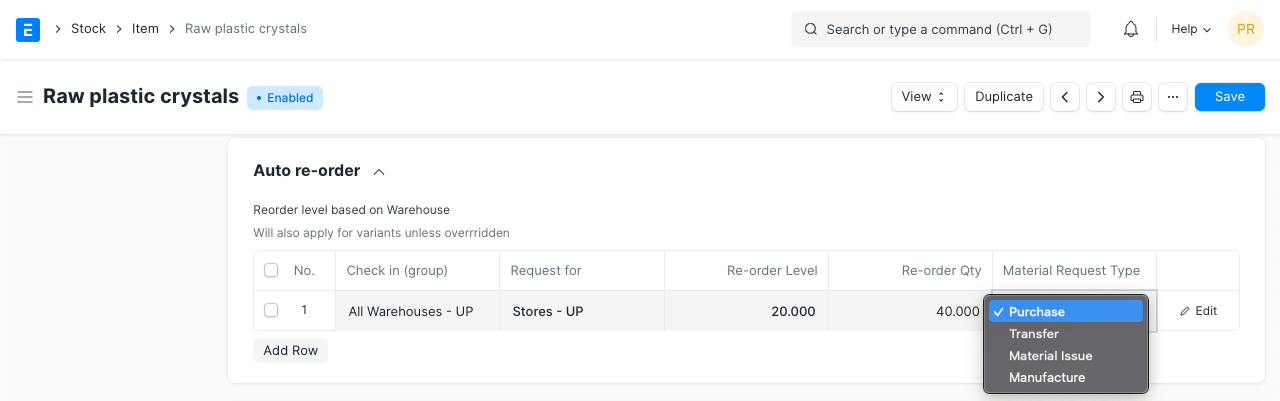 E Stock Item Raw plastic crystals Search or type a command (Ctrl + G) Help PR
Raw plastic crystals • Enabled View Duplicate ... Save
Auto re-order
Reorder level based on Warehouse
Will also apply for variants unless overrridden
No. Check in (group) Request for Re-order Level Re-order Qty Material Request Type
1 All Warehouses - UP Stores - UP 20.000 40.000 Purchase Edit
Transfer
Material Issue
Manufacture
Add Row